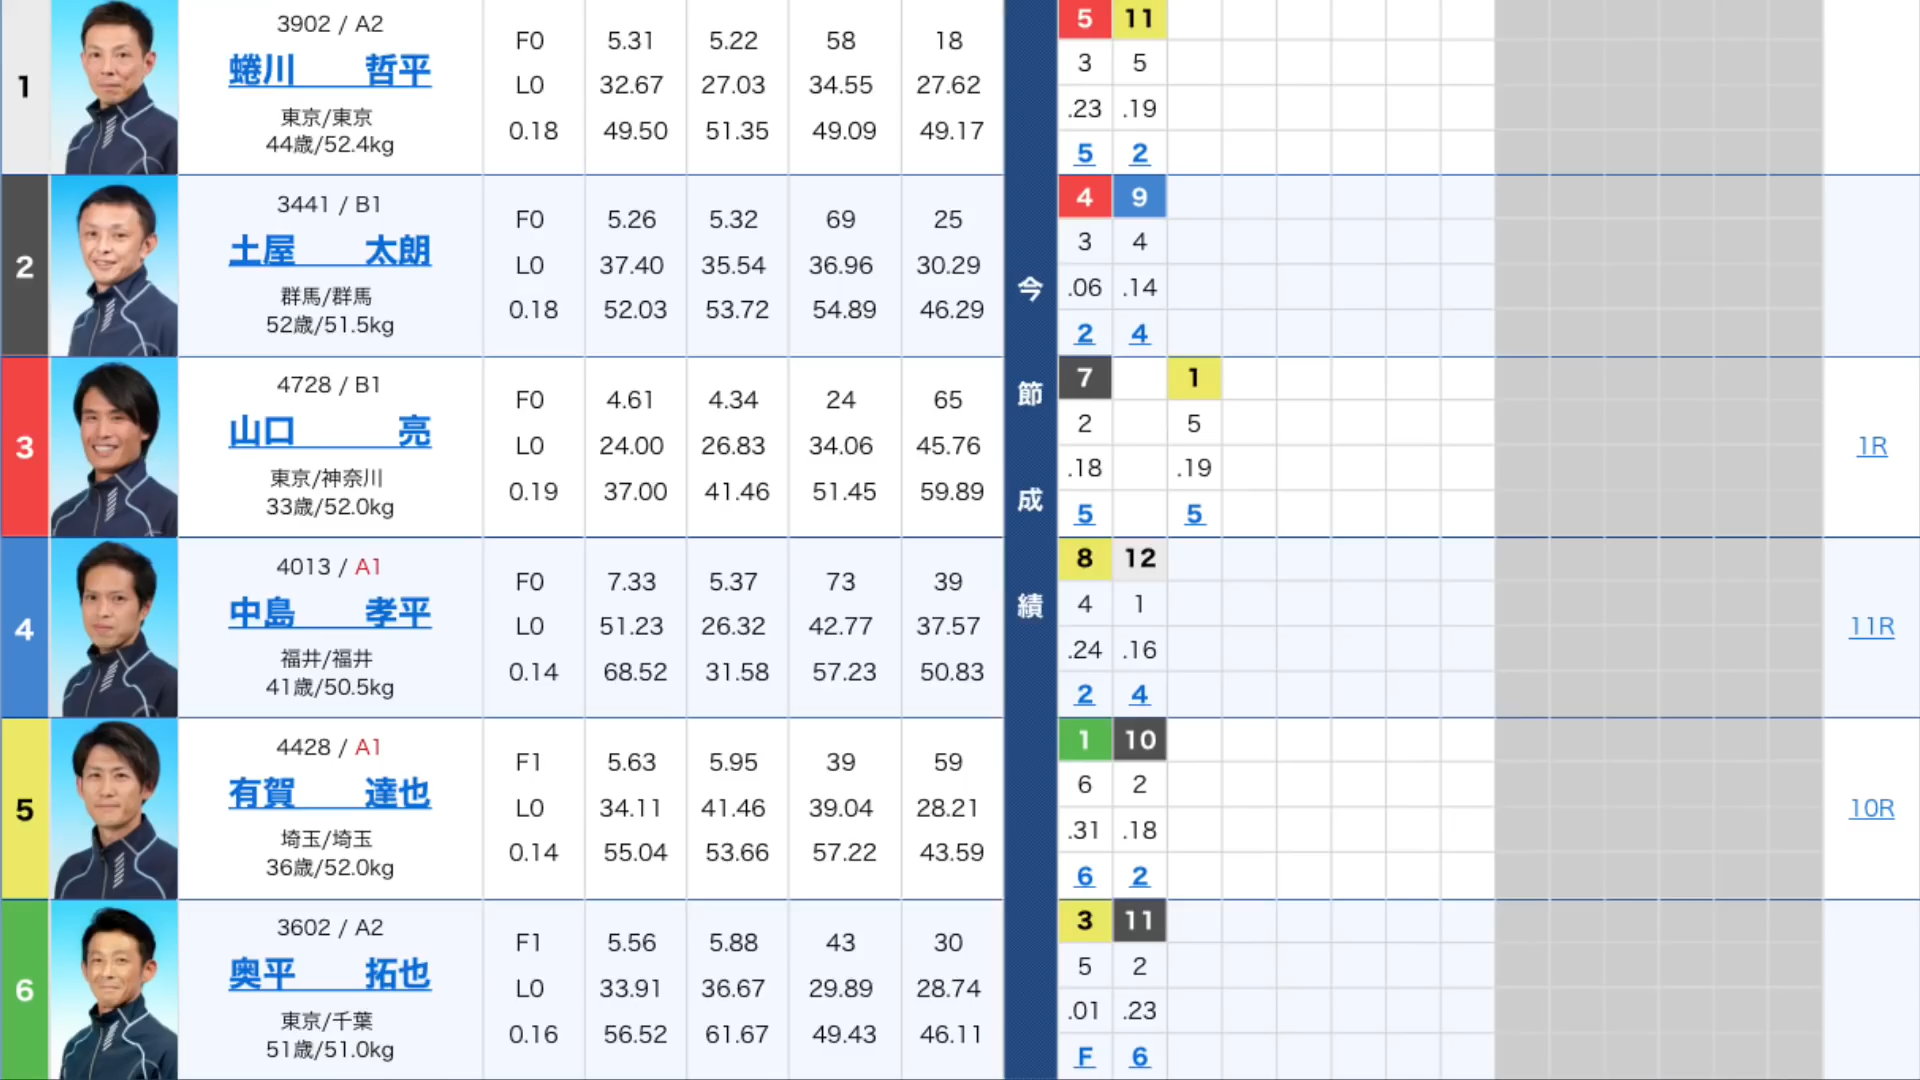 1
3902 / A2
蜷川 哲平
東京/東京
44歳/52.4kg
F0 5.31 5.22 58 18
L0 32.67 27.03 34.55 27.62
0.18 49.50 51.35 49.09 49.17
5 11
3 5
.23 .19
5 2
2
3441 / B1
土屋 太朗
群馬/群馬
52歳/51.5kg
F0 5.26 5.32 69 25
L0 37.40 35.54 36.96 30.29
0.18 52.03 53.72 54.89 46.29
4 9
3 4
.06 .14
2 4
今節成績
3
4728 / B1
山口 亮
東京/神奈川
33歳/52.0kg
F0 4.61 4.34 24 65
L0 24.00 26.83 34.06 45.76
0.19 37.00 41.46 51.45 59.89
7 1
2 5
.18 .19
5 5
1R
4
4013 / A1
中島 孝平
福井/福井
41歳/50.5kg
F0 7.33 5.37 73 39
L0 51.23 26.32 42.77 37.57
0.14 68.52 31.58 57.23 50.83
8 12
4 1
.24 .16
2 4
11R
5
4428 / A1
有賀 達也
埼玉/埼玉
36歳/52.0kg
F1 5.63 5.95 39 59
L0 34.11 41.46 39.04 28.21
0.14 55.04 53.66 57.22 43.59
1 10
6 2
.31 .18
6 2
10R
6
3602 / A2
奥平 拓也
東京/千葉
51歳/51.0kg
F1 5.56 5.88 43 30
L0 33.91 36.67 29.89 28.74
0.16 56.52 61.67 49.43 46.11
3 11
5 2
.01 .23
F 6